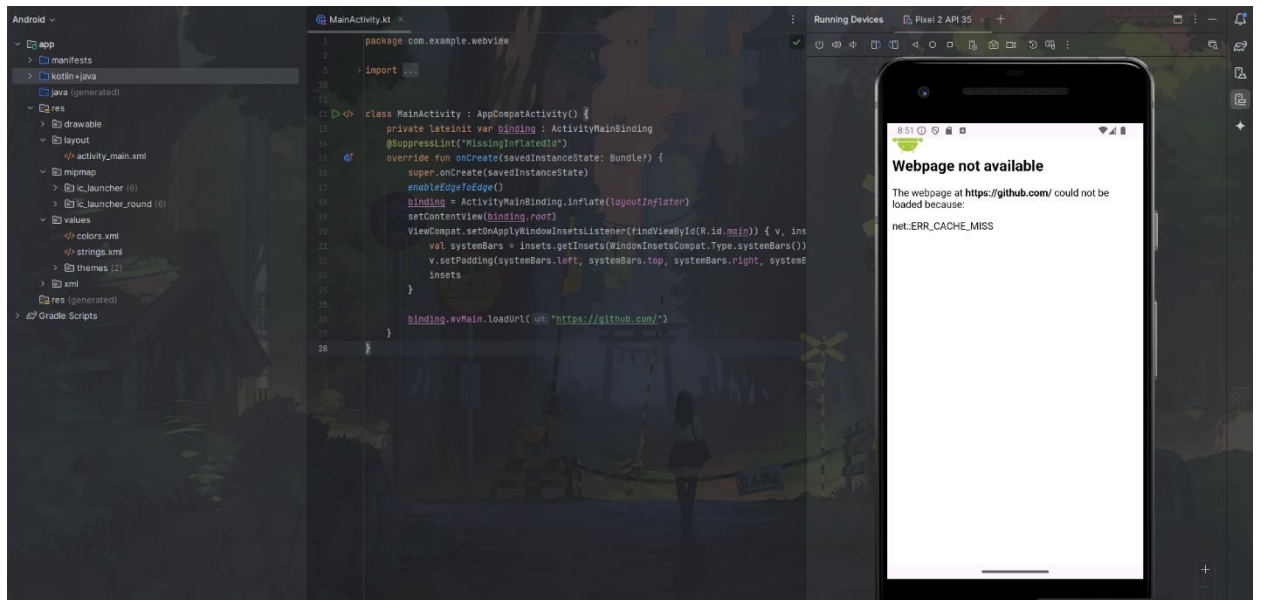 Android
app
manifests
kotlin+java
java (generated)
res
drawable
layout
activity_main.xml
mipmap
ic_launcher (6)
ic_launcher_round (6)
values
colors.xml
strings.xml
themes (2)
xml
res (generated)
Gradle Scripts
MainActivity.kt
1 package com.example.webview
2
3 import ...
10
11
12 class MainActivity : AppCompatActivity() {
13 private lateinit var binding : ActivityMainBinding
14 @SuppressLint("MissingInflatedId")
15 override fun onCreate(savedInstanceState: Bundle?) {
16 super.onCreate(savedInstanceState)
17 enableEdgeToEdge()
18 binding = ActivityMainBinding.inflate(layoutInflater)
19 setContentView(binding.root)
20 ViewCompat.setOnApplyWindowInsetsListener(findViewById(R.id.main)) { v, ins
21 val systemBars = insets.getInsets(WindowInsetsCompat.Type.systemBars())
22 v.setPadding(systemBars.left, systemBars.top, systemBars.right, systemB
23 insets
24 }
25
26 binding.wvMain.loadUrl( url: "https://github.com/")
27 }
28 }
Running Devices
Pixel 2 API 35
8:51
Webpage not available
The webpage at https://github.com/ could not be
loaded because:
net::ERR_CACHE_MISS